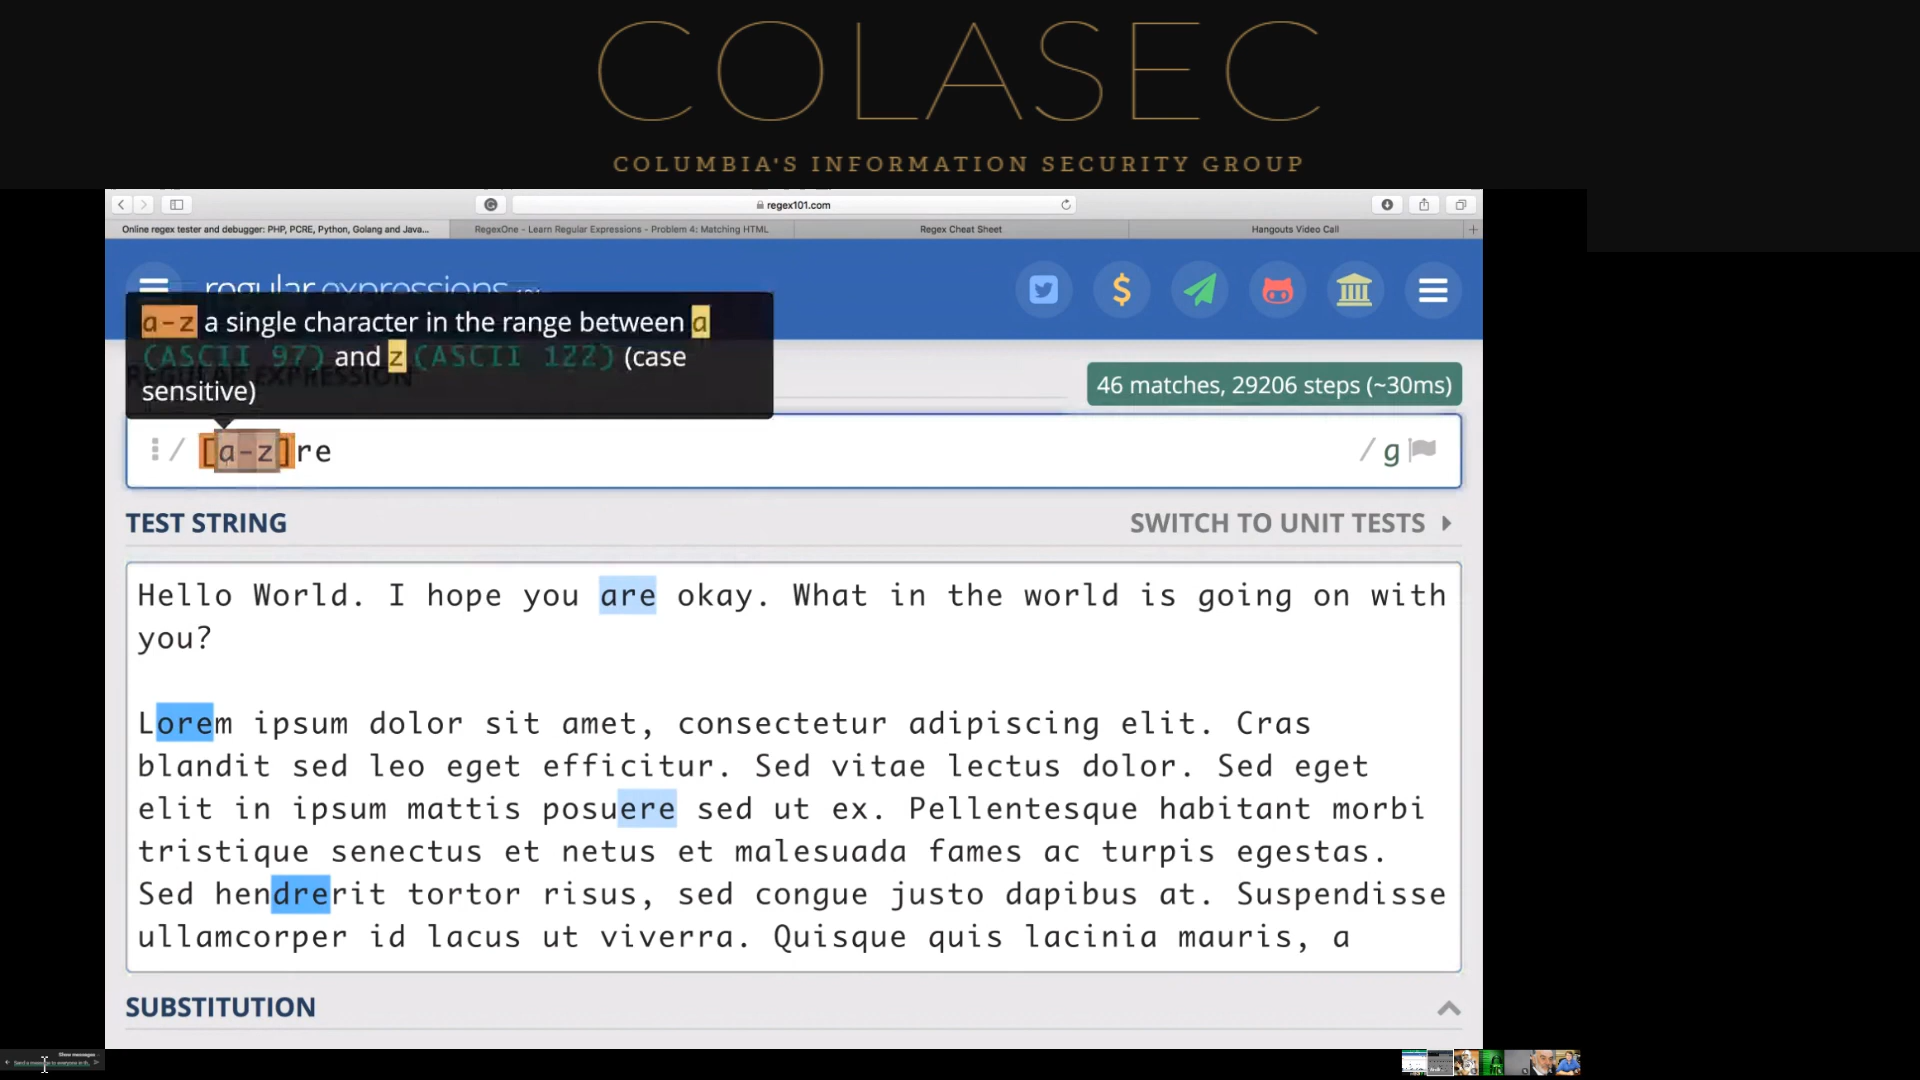 COLASEC
COLUMBIA'S INFORMATION SECURITY GROUP
regex101.com
Online regex tester and debugger: PHP, PCRE, Python, Golang and Java...
RegexOne - Learn Regular Expressions - Problem 4: Matching HTML
Regex Cheat Sheet
Hangouts Video Call
regular expressions 101
a-z a single character in the range between a
(ASCII 97) and z (ASCII 122) (case
sensitive)
REGULAR EXPRESSION
46 matches, 29206 steps (~30ms)
/ [a-z]re
/ g
TEST STRING
SWITCH TO UNIT TESTS
Hello World. I hope you are okay. What in the world is going on with
you?
Lorem ipsum dolor sit amet, consectetur adipiscing elit. Cras
blandit sed leo eget efficitur. Sed vitae lectus dolor. Sed eget
elit in ipsum mattis posuere sed ut ex. Pellentesque habitant morbi
tristique senectus et netus et malesuada fames ac turpis egestas.
Sed hendrerit tortor risus, sed congue justo dapibus at. Suspendisse
ullamcorper id lacus ut viverra. Quisque quis lacinia mauris, a
SUBSTITUTION
Show messages